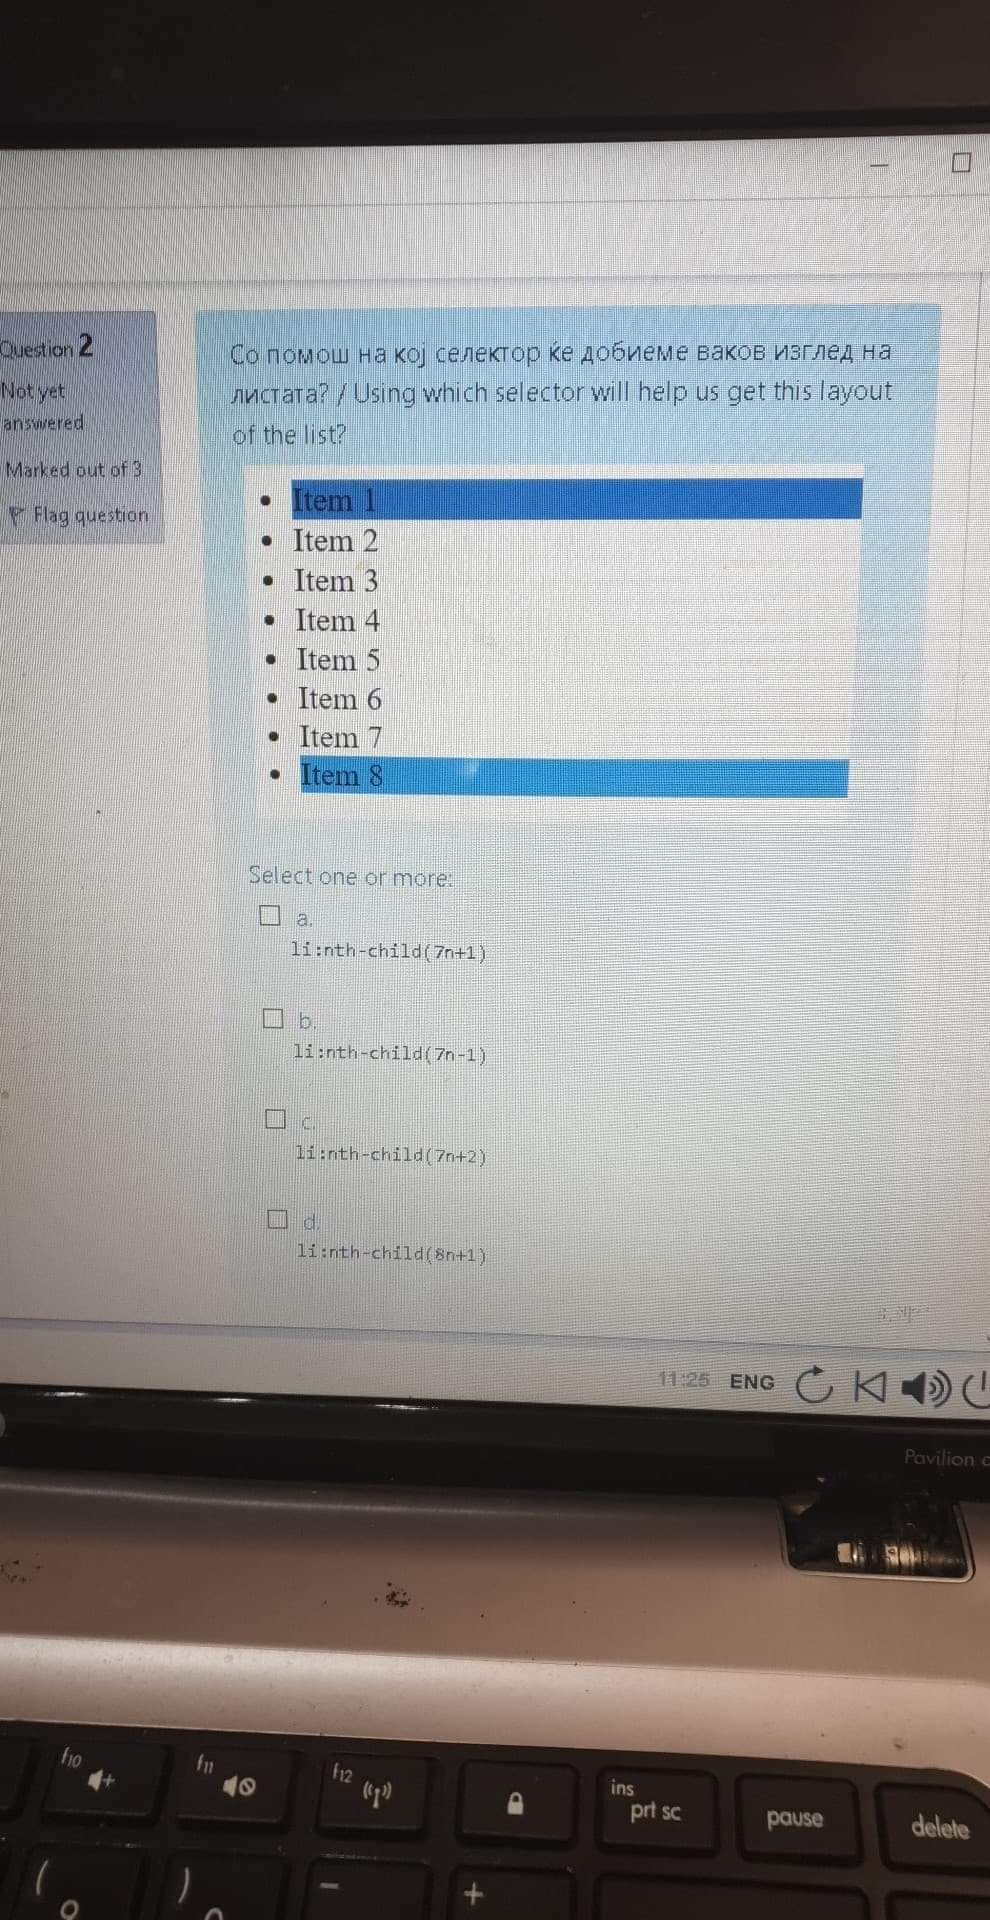 Question 2
Not yet
answered
Marked out of 3
Flag question
Со помош на кој селектор ќе добиеме ваков изглед на
листата? / Using which selector will help us get this layout
of the list?
• Item 1
• Item 2
• Item 3
• Item 4
• Item 5
• Item 6
• Item 7
• Item 8
Select one or more:
a.
li:nth-child(7n+1)
b.
li:nth-child(7n-1)
c.
li:nth-child(7n+2)
d.
li:nth-child(8n+1)
11:25 ENG
Pavilion
f10
f11
f12
ins
prt sc
pause
delete
(
)
–
+